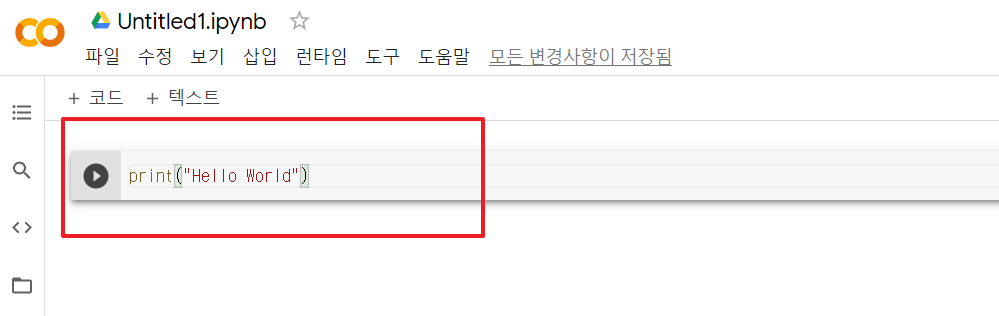 Untitled1.ipynb
파일 수정 보기 삽입 런타임 도구 도움말 모든 변경사항이 저장됨
+ 코드 + 텍스트
print("Hello World")